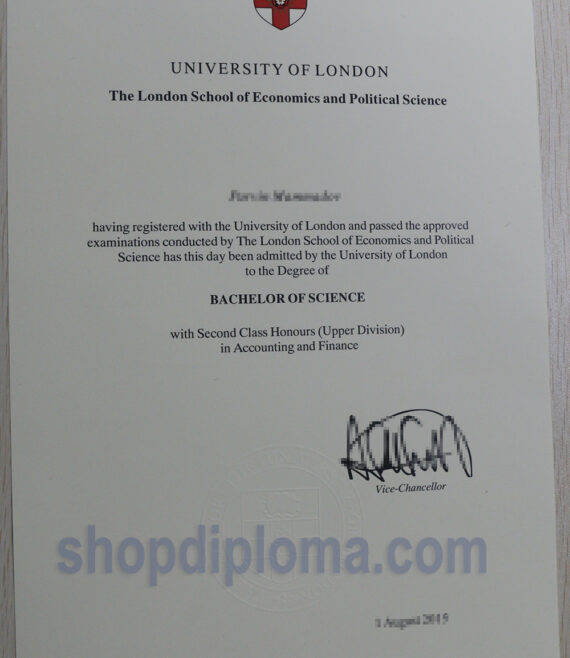 UNIVERSITY OF LONDON
The London School of Economics and Political Science
having registered with the University of London and passed the approved
examinations conducted by The London School of Economics and Political
Science has this day been admitted by the University of London
to the Degree of
BACHELOR OF SCIENCE
with Second Class Honours (Upper Division)
in Accounting and Finance
Vice-Chancellor
shopdiploma.com
1 August 2015